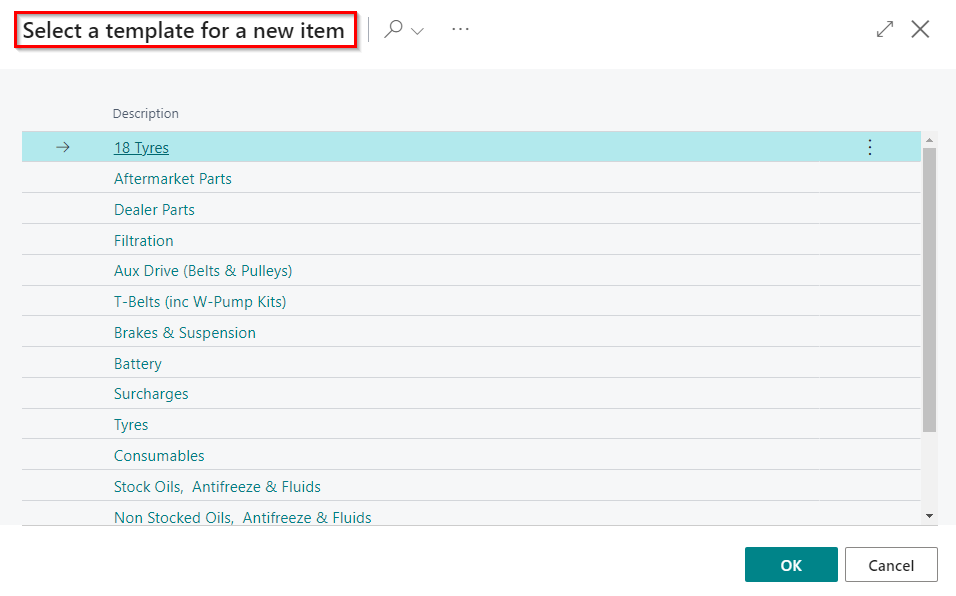 Select a template for a new item
Description
18 Tyres
Aftermarket Parts
Dealer Parts
Filtration
Aux Drive (Belts & Pulleys)
T-Belts (inc W-Pump Kits)
Brakes & Suspension
Battery
Surcharges
Tyres
Consumables
Stock Oils,  Antifreeze & Fluids
Non Stocked Oils,  Antifreeze & Fluids
OK Cancel